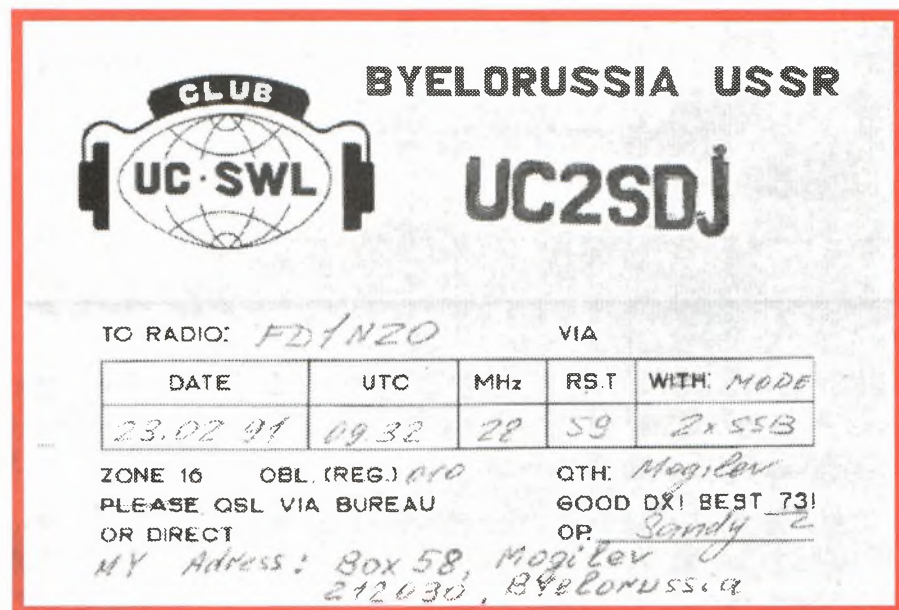 BYELORUSSIA USSR
CLUB
UC·SWL
UC2SDJ
TO RADIO: FD1NZO VIA
DATE UTC MHz RS.T WITH: MODE
23.02 91 09.32 28 59 2x SSB
ZONE 16 OBL. (REG.) 010 QTH: Mogilev
PLEASE QSL VIA BUREAU GOOD DX! BEST 73!
OR DIRECT OP. Sandy
MY Adress: Box 58, Mogilev
212030, BYELORUSSIA